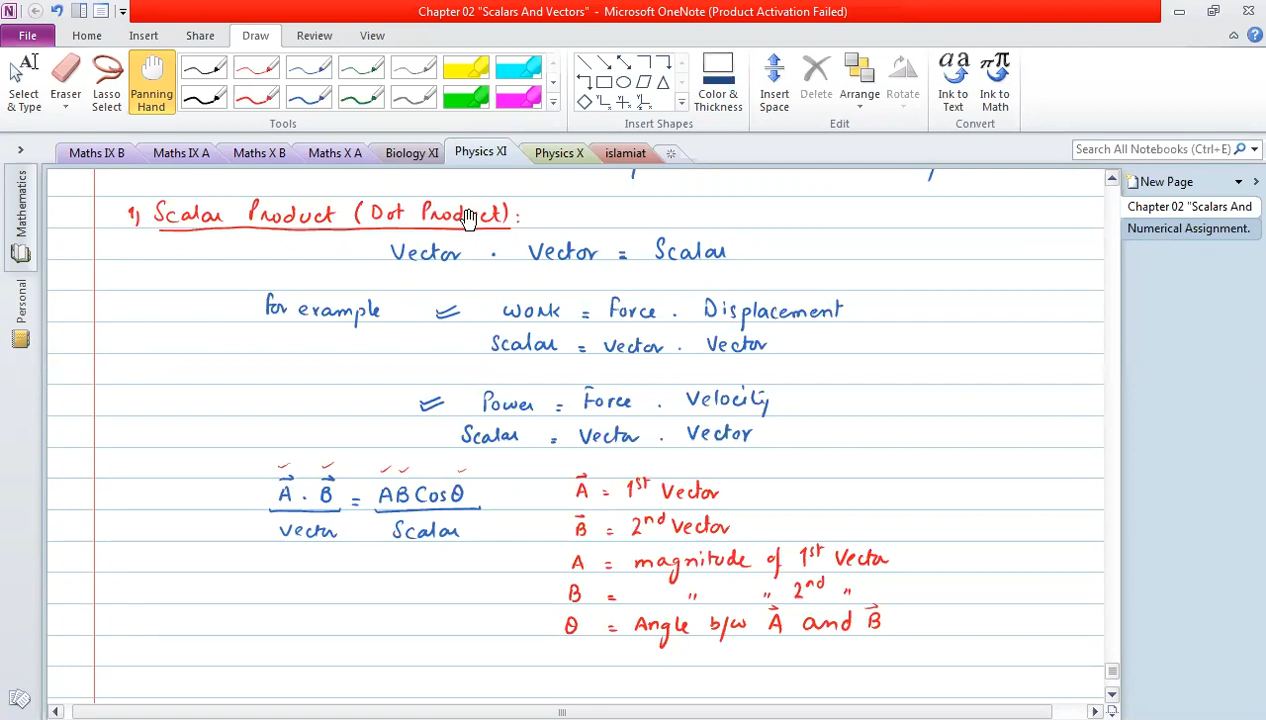 Chapter 02 "Scalars And Vectors" - Microsoft OneNote (Product Activation Failed)
File Home Insert Share Draw Review View
Select & Type Eraser Lasso Select Panning Hand Color & Thickness Insert Space Delete Arrange Rotate Ink to Text Ink to Math
Tools Insert Shapes Edit Convert
Maths IX B Maths IX A Maths X B Maths X A Biology XI Physics XI Physics X islamiat Search All Notebooks (Ctrl+E)
Mathematics
Personal
New Page
Chapter 02 "Scalars And
Numerical Assignment.
1) Scalar Product (Dot Product):
Vector . Vector = Scalar
for example work = Force . Displacement
Scalar = Vector . Vector
Power = Force . Velocity
Scalar = Vector . Vector
A⃗ . B⃗ = AB Cosθ
Vector Scalar
A⃗ = 1st Vector
B⃗ = 2nd Vector
A = magnitude of 1st Vector
B = " " 2nd "
θ = Angle b/w A⃗ and B⃗